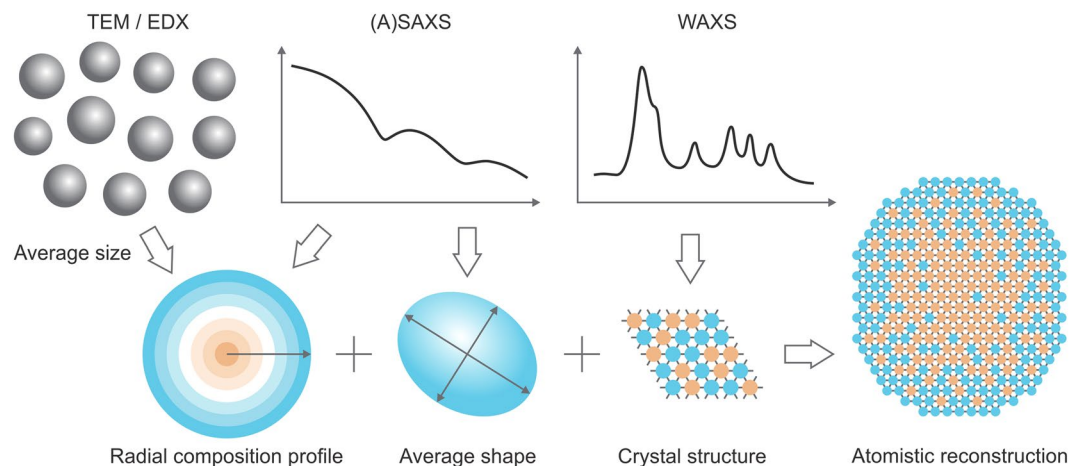 TEM / EDX
(A)SAXS
WAXS
Average size
Radial composition profile
Average shape
Crystal structure
Atomistic reconstruction